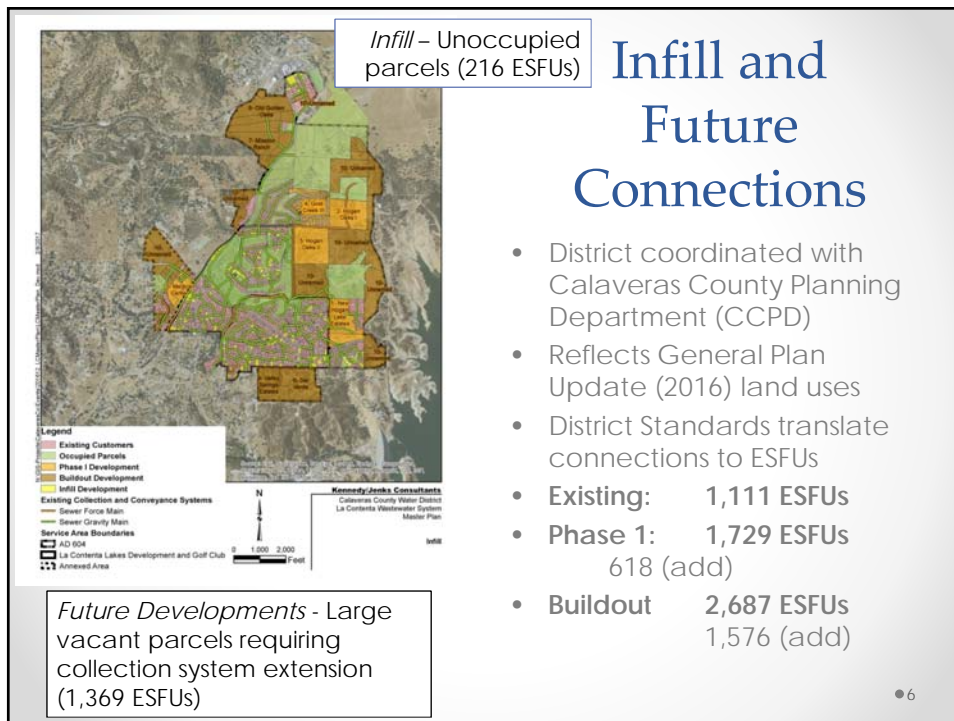 Infill – Unoccupied
parcels (216 ESFUs)
Infill and
Future
Connections
• District coordinated with
Calaveras County Planning
Department (CCPD)
• Reflects General Plan
Update (2016) land uses
• District Standards translate
connections to ESFUs
• Existing: 1,111 ESFUs
• Phase 1: 1,729 ESFUs
618 (add)
• Buildout 2,687 ESFUs
1,576 (add)
Legend
Existing Customers
Occupied Parcels
Phase I Development
Buildout Development
Infill Development
Existing Collection and Conveyance Systems
Sewer Force Main
Sewer Gravity Main
Service Area Boundaries
AD 604
La Contenta Lakes Development and Golf Club
Annexed Area
N
0 1,000 2,000
Feet
Kennedy/Jenks Consultants
Calaveras County Water District
La Contenta Wastewater System
Master Plan
Infill
Future Developments - Large
vacant parcels requiring
collection system extension
(1,369 ESFUs)
6